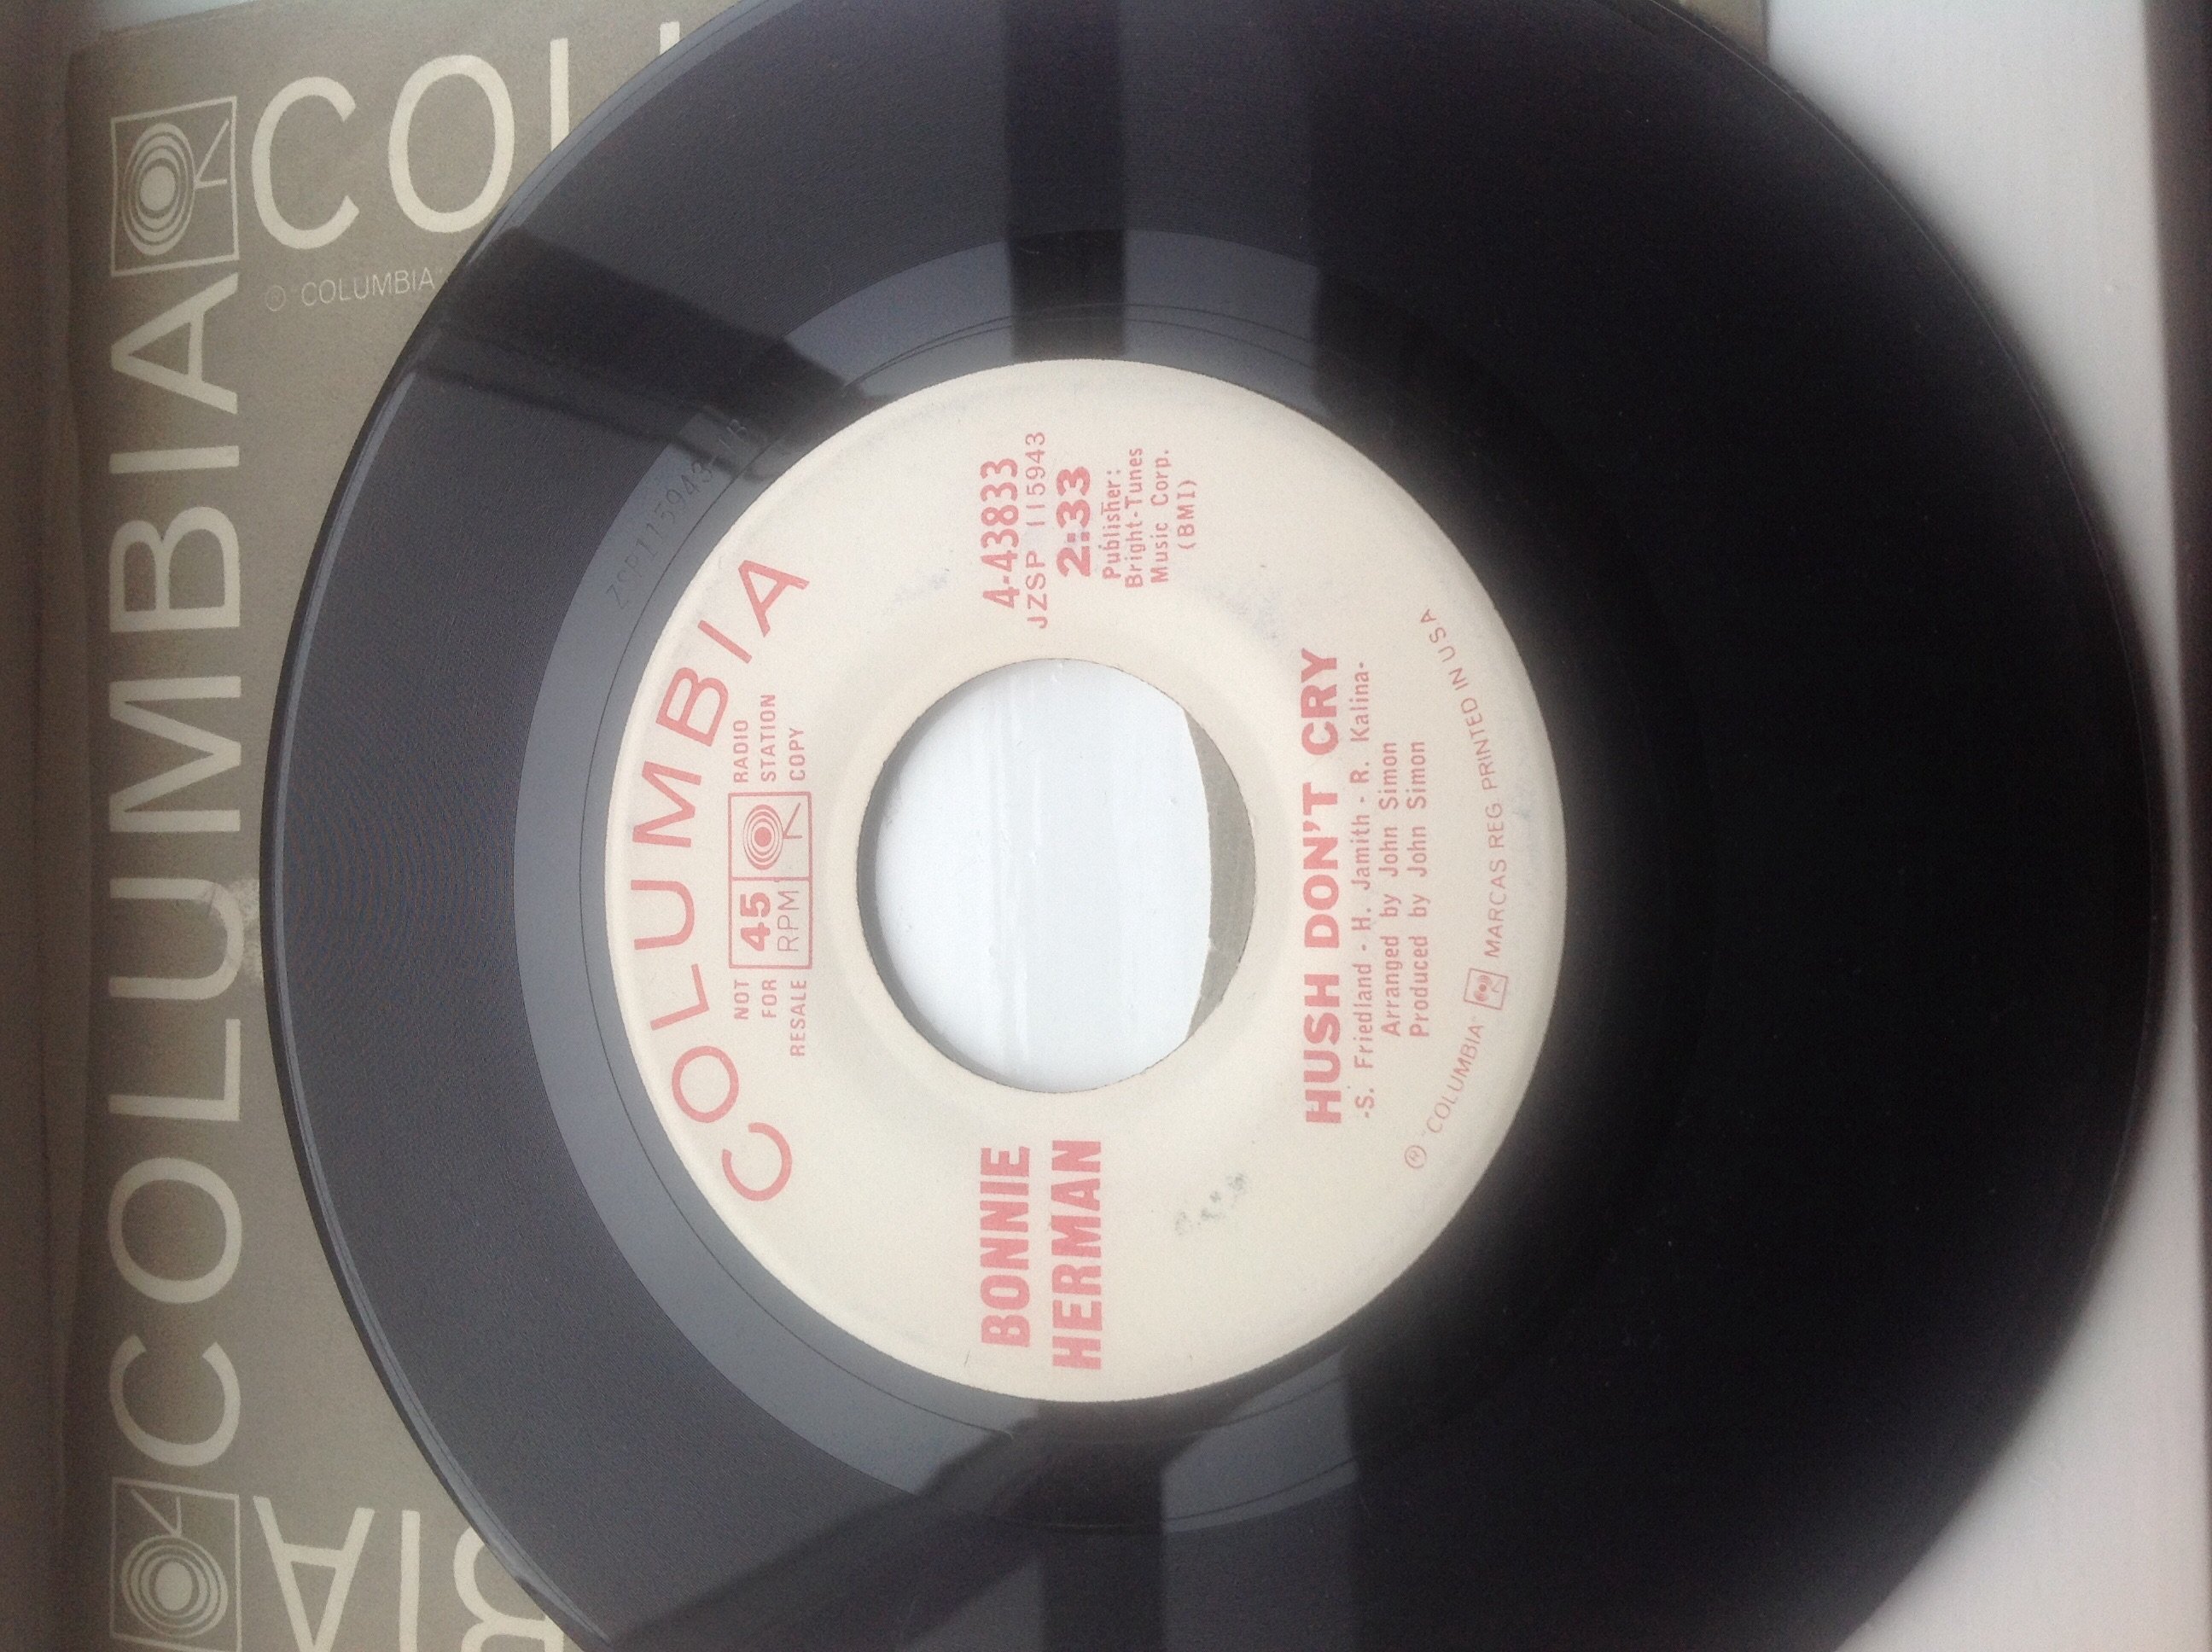 COLUMBIA
NOT
FOR
RESALE
45
RPM
RADIO
STATION
COPY
BONNIE
HERMAN
4-43833
JZSP 115943
2:33
Publisher:
Bright-Tunes
Music Corp.
(BMI)
HUSH DON'T CRY
-S. Friedland - H. Jamith - R. Kalina-
Arranged by John Simon
Produced by John Simon
Ⓡ "COLUMBIA" MARCAS REG PRINTED IN USA
COLUMBIA
COLU
Ⓡ "COLUMBIA"